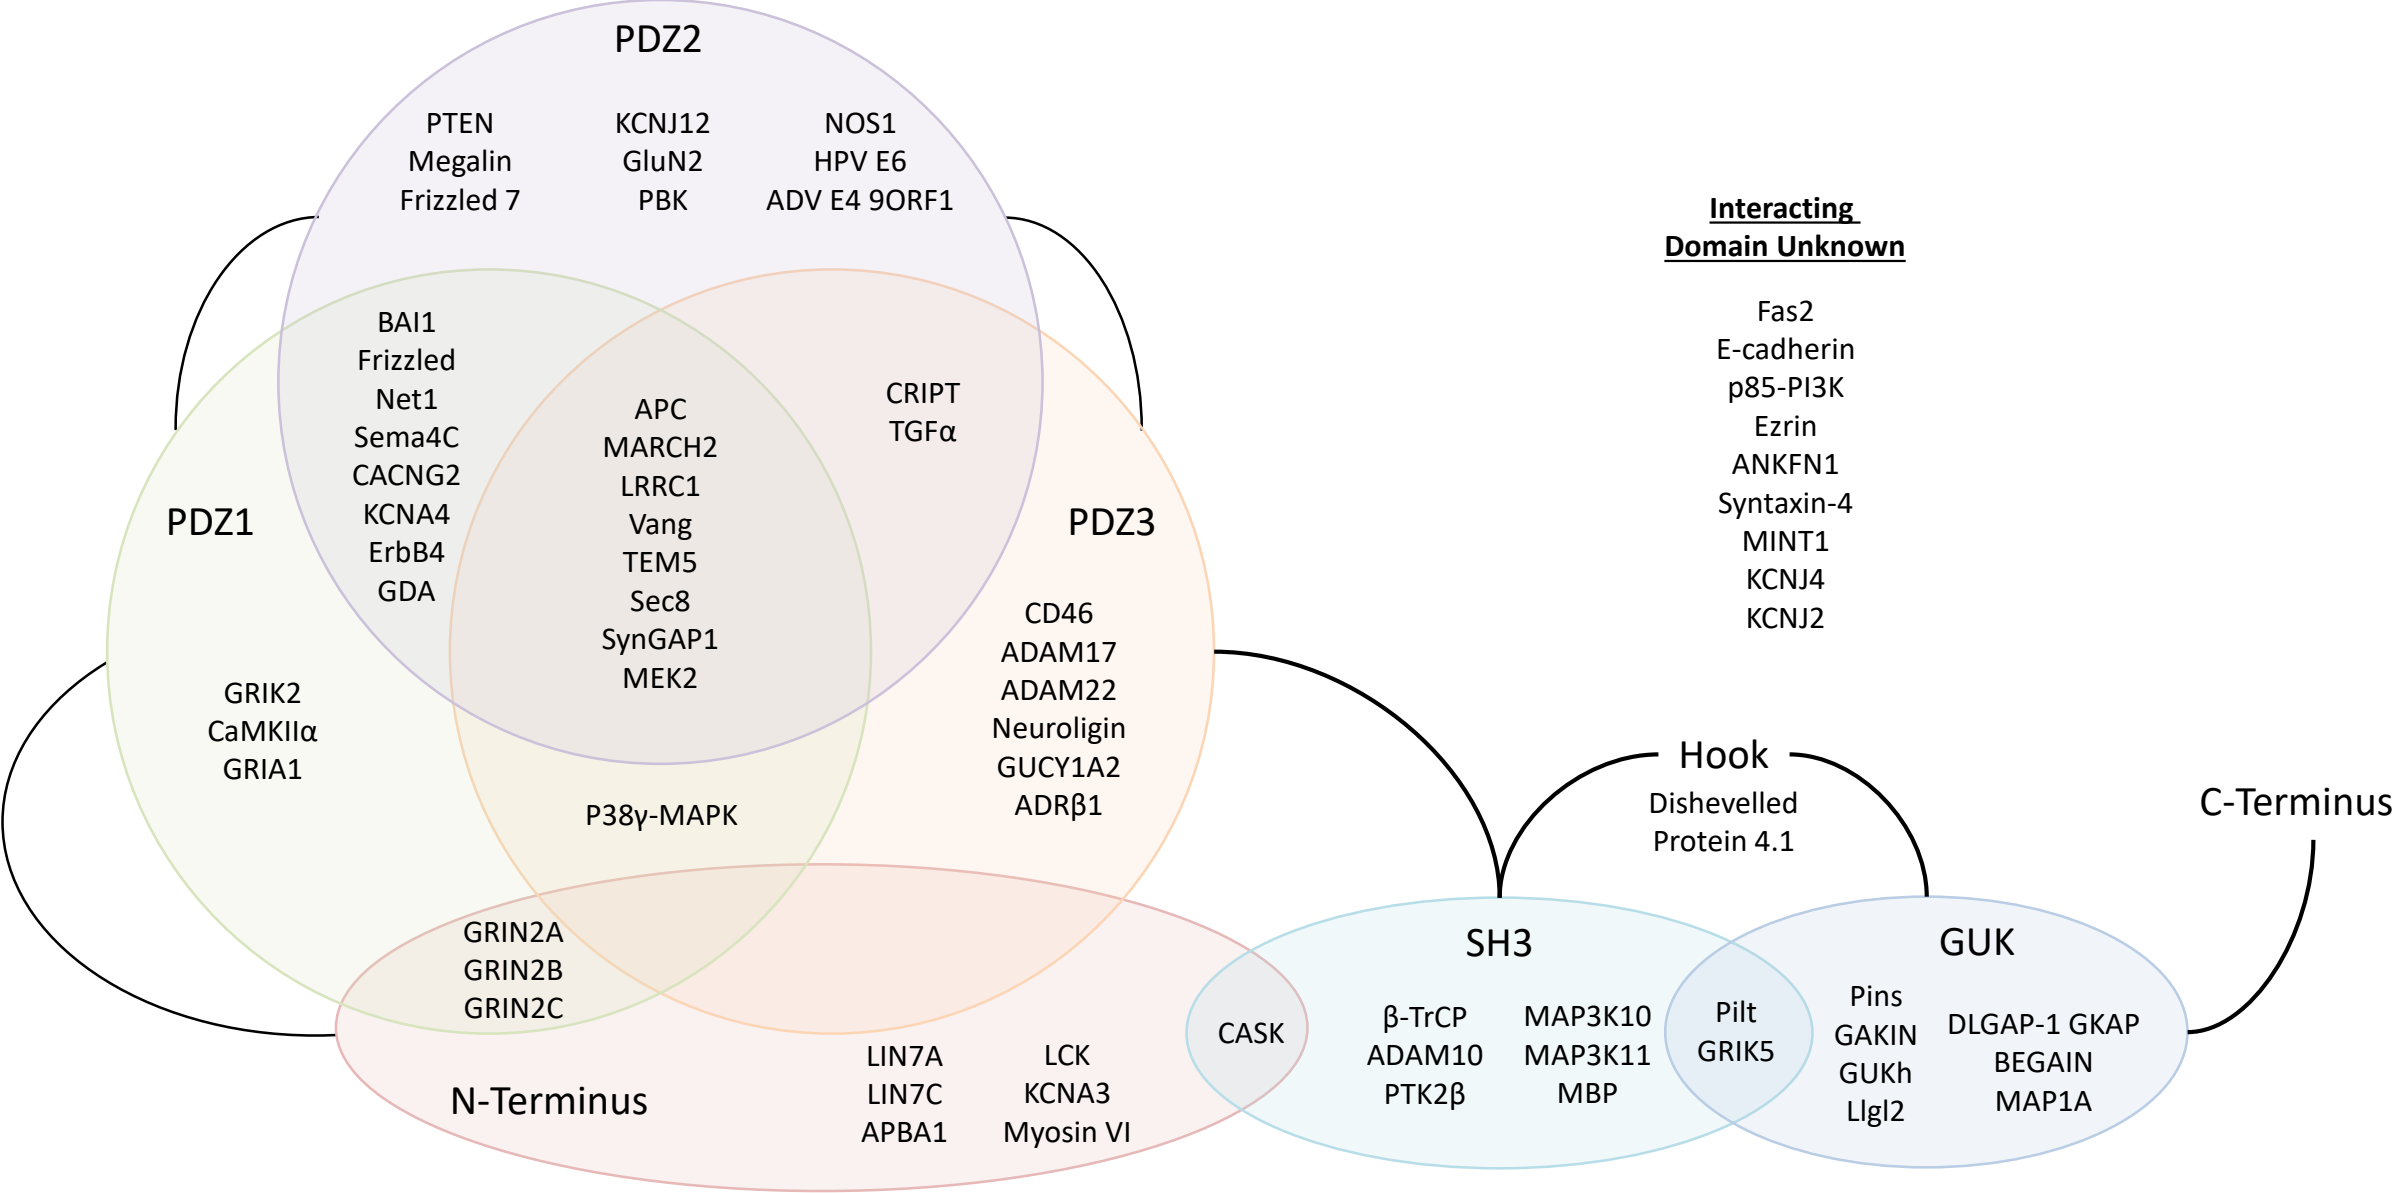 PDZ2
PTEN
Megalin
Frizzled 7
KCNJ12
GluN2
PBK
NOS1
HPV E6
ADV E4 9ORF1
BAI1
Frizzled
Net1
Sema4C
CACNG2
KCNA4
ErbB4
GDA
APC
MARCH2
LRRC1
Vang
TEM5
Sec8
SynGAP1
MEK2
CRIPT
TGFα
PDZ1
GRIK2
CaMKIIα
GRIA1
PDZ3
CD46
ADAM17
ADAM22
Neuroligin
GUCY1A2
ADRβ1
P38γ-MAPK
GRIN2A
GRIN2B
GRIN2C
N-Terminus
LIN7A
LIN7C
APBA1
LCK
KCNA3
Myosin VI
CASK
SH3
β-TrCP
ADAM10
PTK2β
MAP3K10
MAP3K11
MBP
Pilt
GRIK5
GUK
Pins
GAKIN
GUKh
Llgl2
DLGAP-1 GKAP
BEGAIN
MAP1A
Hook
Dishevelled
Protein 4.1
C-Terminus
Interacting
Domain Unknown
Fas2
E-cadherin
p85-PI3K
Ezrin
ANKFN1
Syntaxin-4
MINT1
KCNJ4
KCNJ2